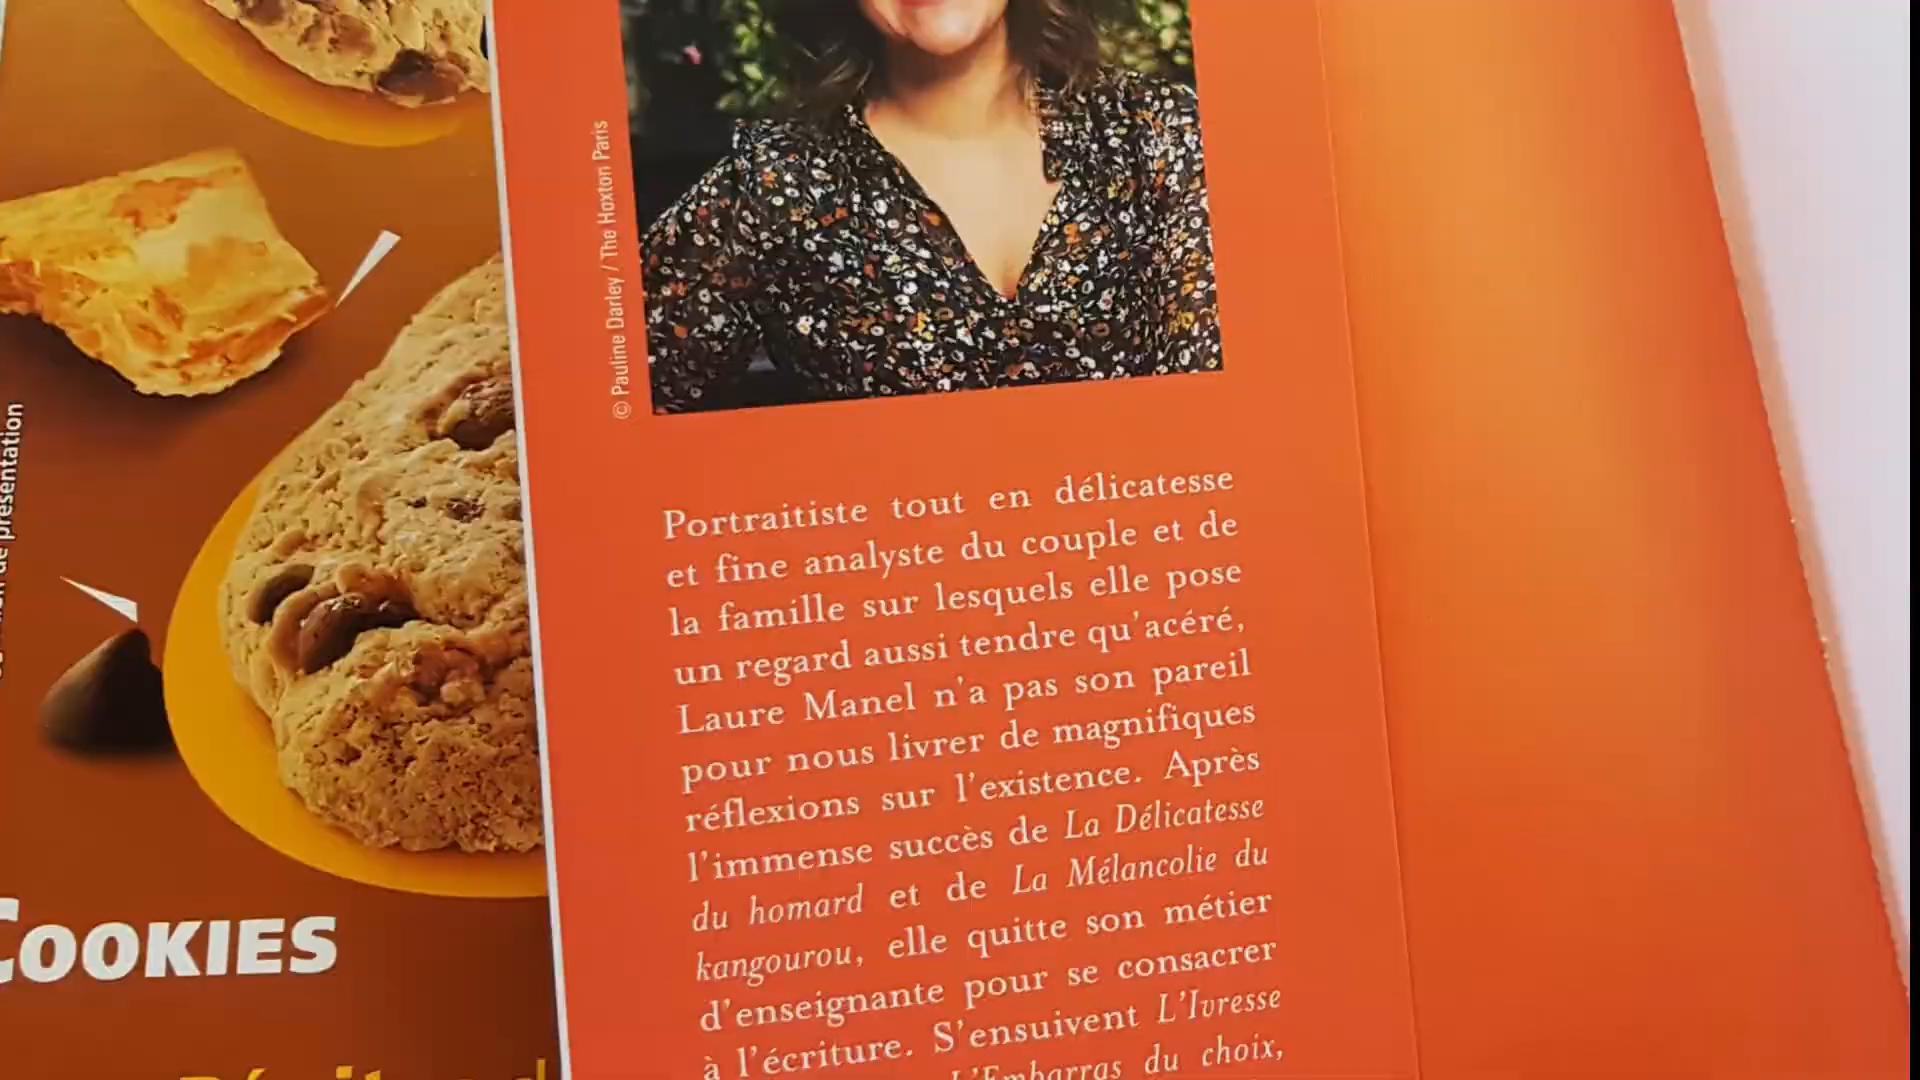 © Pauline Darley / The Hoxton Paris
Portraitiste tout en délicatesse
et fine analyste du couple et de
la famille sur lesquels elle pose
un regard aussi tendre qu'acéré,
Laure Manel n'a pas son pareil
pour nous livrer de magnifiques
réflexions sur l'existence. Après
l'immense succès de La Délicatesse
du homard et de La Mélancolie du
kangourou, elle quitte son métier
d'enseignante pour se consacrer
à l'écriture. S'ensuivent L'Ivresse
L'Embarras du choix,
de présentation
COOKIES